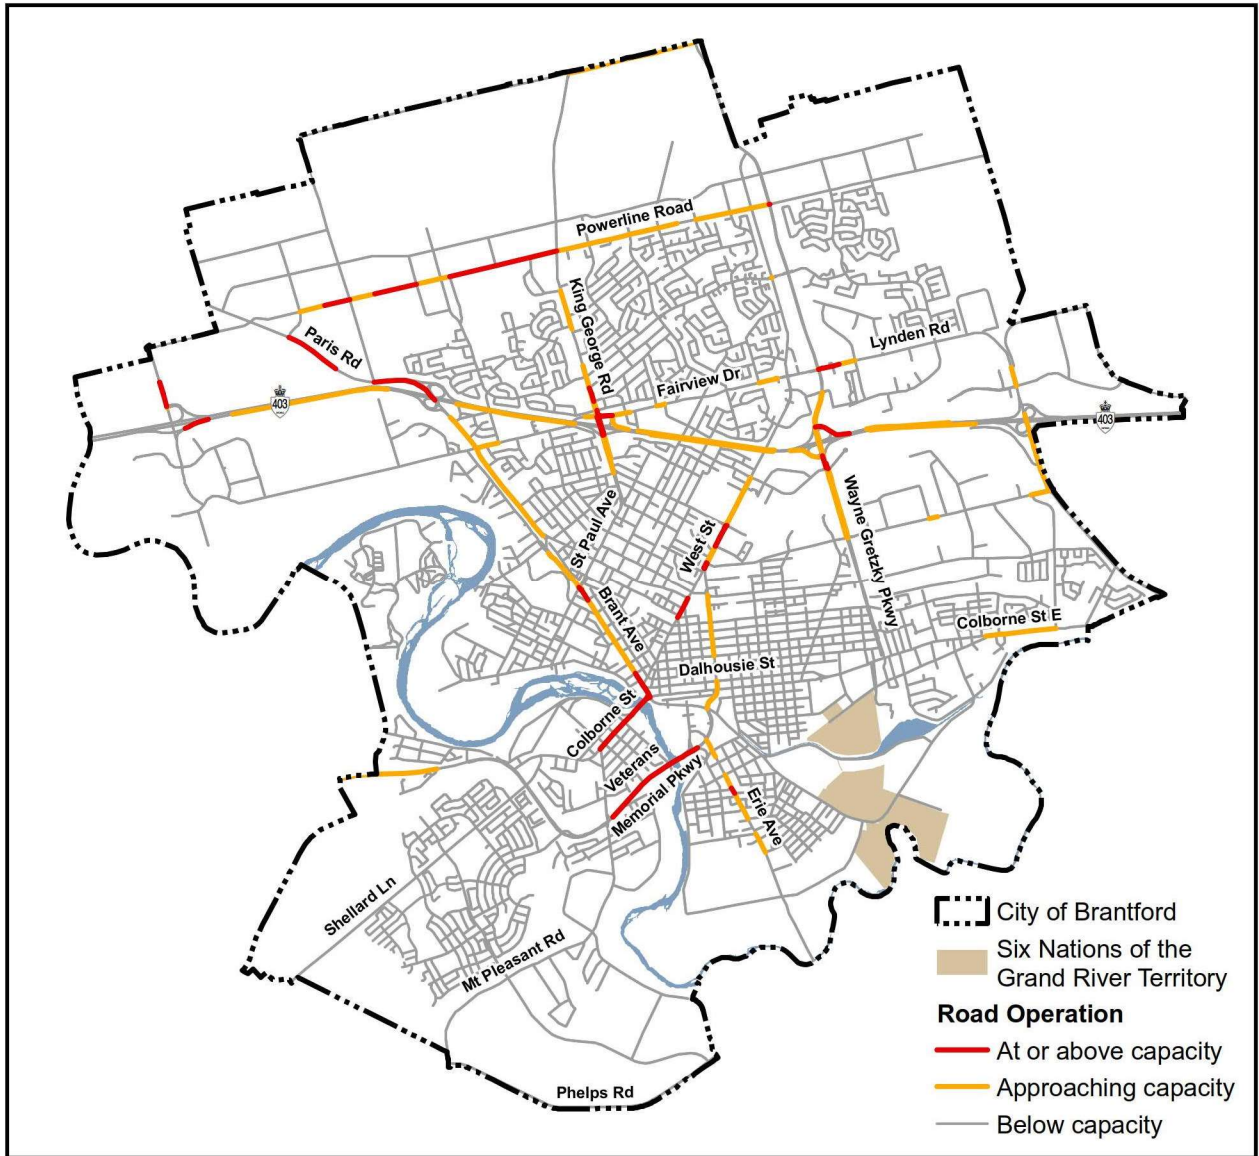 Powerline Road
King George Rd
Paris Rd
Lynden Rd
Fairview Dr
403
403
St Paul Ave
West St
Wayne Gretzky Pkwy
Brant Ave
Colborne St E
Dalhousie St
Colborne St
Veterans
Memorial Pkwy
Erie Ave
Shellard Ln
Mt Pleasant Rd
Phelps Rd
City of Brantford
Six Nations of the
Grand River Territory
Road Operation
At or above capacity
Approaching capacity
Below capacity